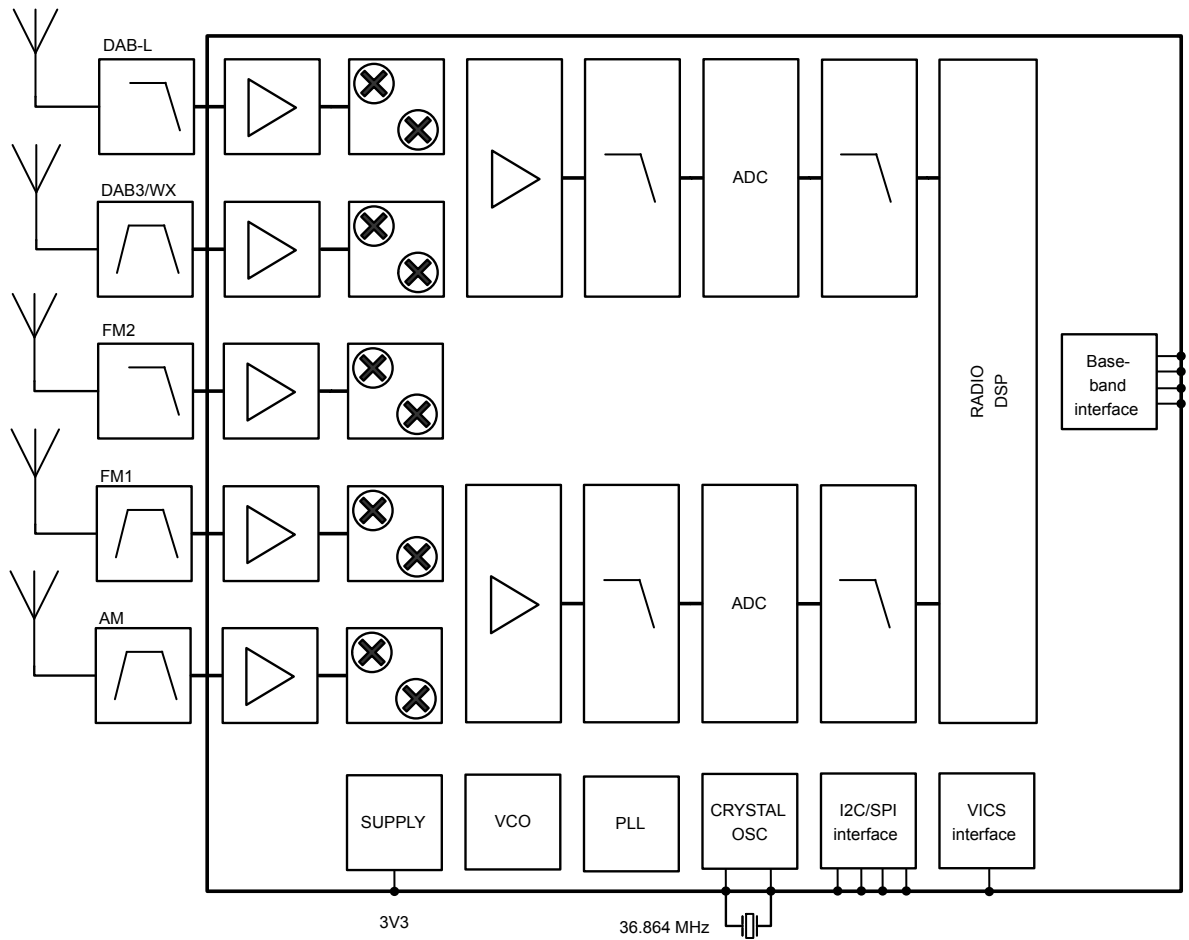 DAB-L
DAB3/WX
FM2
FM1
AM
ADC
ADC
RADIO
DSP
Base-
band
interface
SUPPLY
VCO
PLL
CRYSTAL
OSC
I2C/SPI
interface
VICS
interface
3V3
36.864 MHz